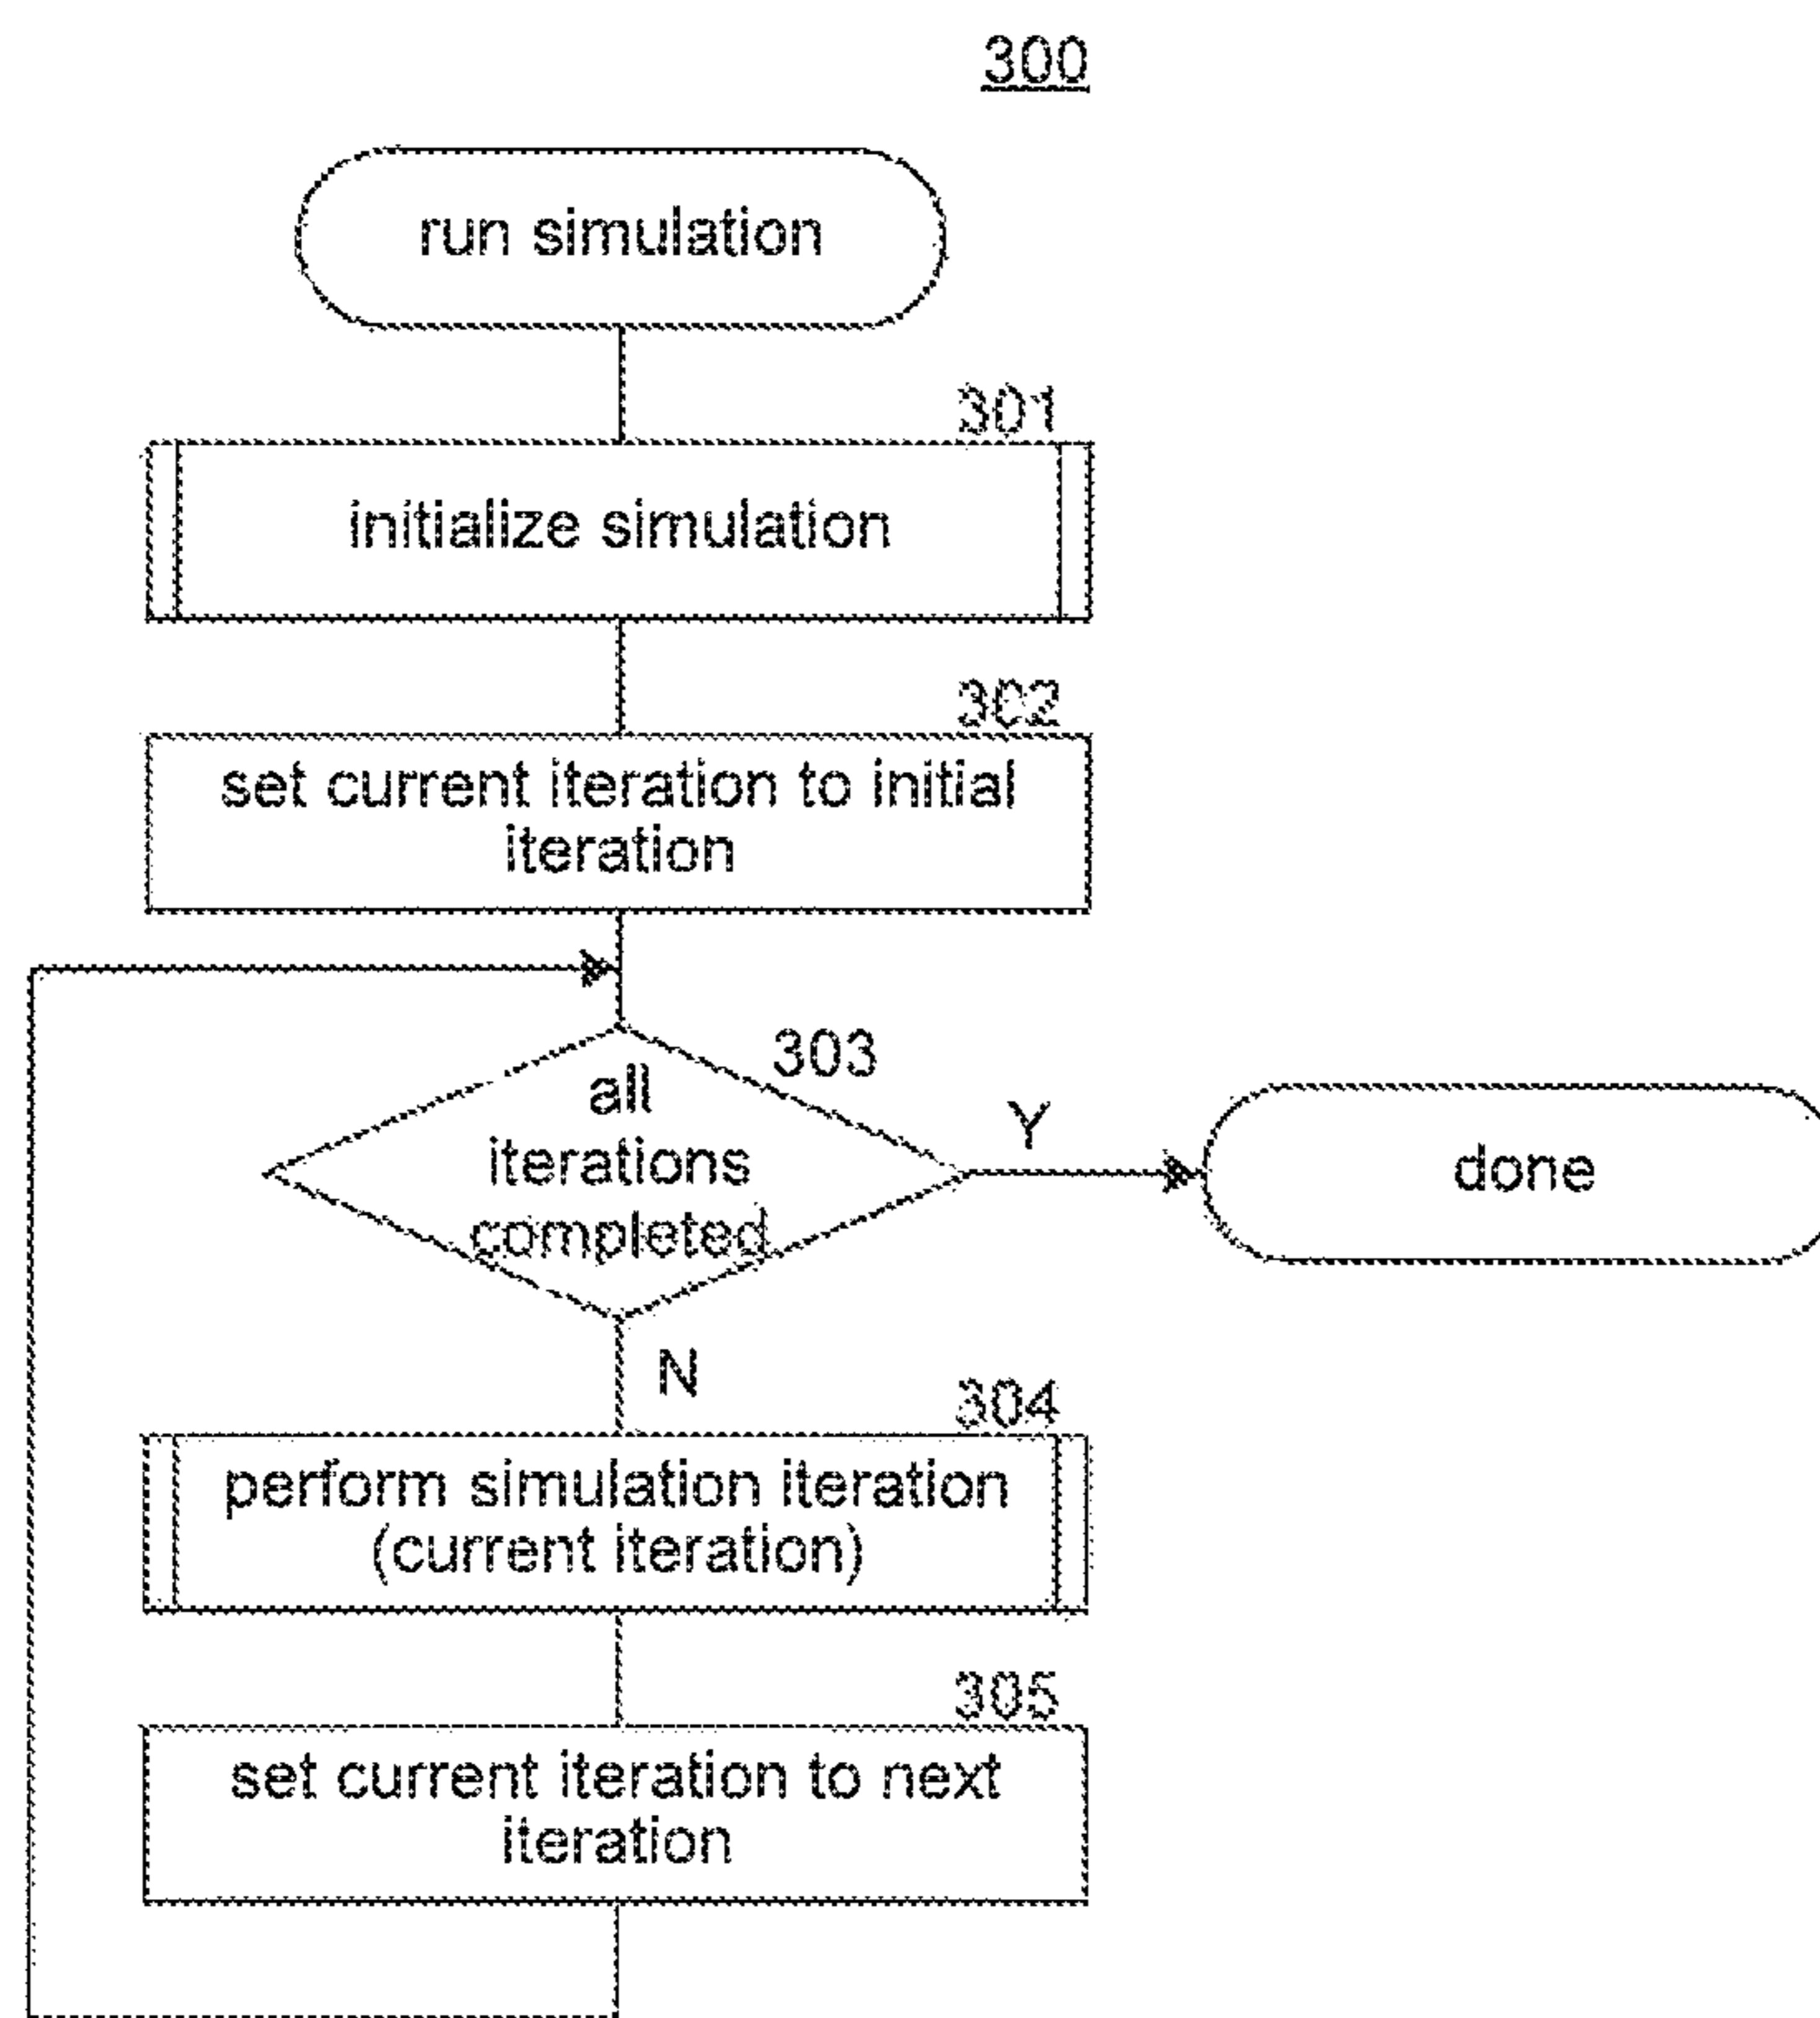 300
run simulation
301
initialize simulation
302
set current iteration to initial
iteration
303
all
iterations
completed
Y
done
N
304
perform simulation iteration
(current iteration)
305
set current iteration to next
iteration